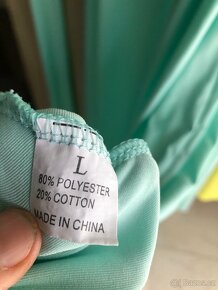 L
80% POLYESTER
20% COTTON
MADE IN CHINA